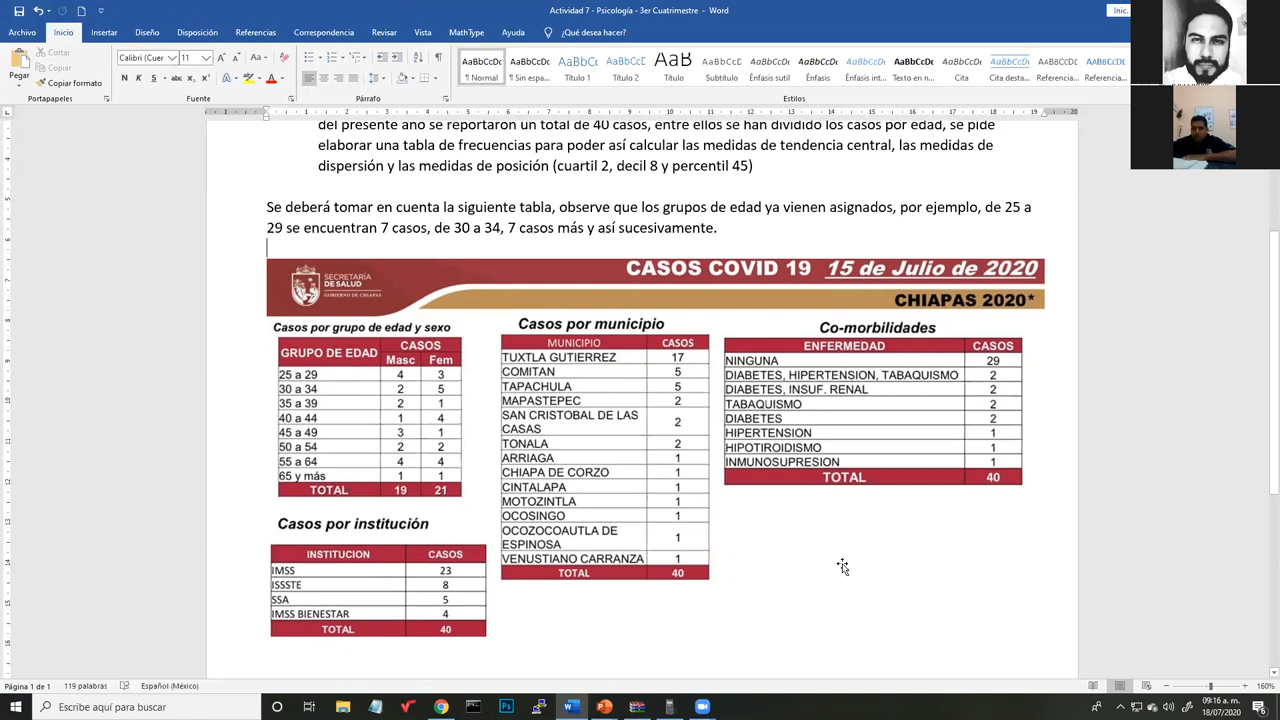 Actividad 7 - Psicología - 3er Cuatrimestre - Word
Inic.
Archivo Inicio Insertar Diseño Disposición Referencias Correspondencia Revisar Vista MathType Ayuda ¿Qué desea hacer?
Pegar
Cortar
Copiar
Copiar formato
Calibri (Cuer 11
Portapapeles Fuente Párrafo Estilos
¶ Normal ¶ Sin espa... Título 1 Título 2 Título Subtítulo Énfasis sutil Énfasis Énfasis int... Texto en n... Cita Cita desta... Referencia... Referencia...
del presente año se reportaron un total de 40 casos, entre ellos se han dividido los casos por edad, se pide
elaborar una tabla de frecuencias para poder así calcular las medidas de tendencia central, las medidas de
dispersión y las medidas de posición (cuartil 2, decil 8 y percentil 45)
Se deberá tomar en cuenta la siguiente tabla, observe que los grupos de edad ya vienen asignados, por ejemplo, de 25 a
29 se encuentran 7 casos, de 30 a 34, 7 casos más y así sucesivamente.
SECRETARÍA
DE SALUD
GOBIERNO DE CHIAPAS
CASOS COVID 19 15 de Julio de 2020
CHIAPAS 2020*
Casos por grupo de edad y sexo
GRUPO DE EDAD CASOS
Masc Fem
25 a 29 4 3
30 a 34 2 5
35 a 39 2 1
40 a 44 1 4
45 a 49 3 1
50 a 54 2 2
55 a 64 4 4
65 y más 1 1
TOTAL 19 21
Casos por institución
INSTITUCION CASOS
IMSS 23
ISSSTE 8
SSA 5
IMSS BIENESTAR 4
TOTAL 40
Casos por municipio
MUNICIPIO CASOS
TUXTLA GUTIERREZ 17
COMITAN 5
TAPACHULA 5
MAPASTEPEC 2
SAN CRISTOBAL DE LAS
CASAS 2
TONALA 2
ARRIAGA 1
CHIAPA DE CORZO 1
CINTALAPA 1
MOTOZINTLA 1
OCOSINGO 1
OCOZOCOAUTLA DE
ESPINOSA 1
VENUSTIANO CARRANZA 1
TOTAL 40
Co-morbilidades
ENFERMEDAD CASOS
NINGUNA 29
DIABETES, HIPERTENSION, TABAQUISMO 2
DIABETES, INSUF. RENAL 2
TABAQUISMO 2
DIABETES 2
HIPERTENSION 1
HIPOTIROIDISMO 1
INMUNOSUPRESION 1
TOTAL 40
Página 1 de 1 119 palabras Español (México) 160%
Escribe aquí para buscar
09:16 a. m.
18/07/2020